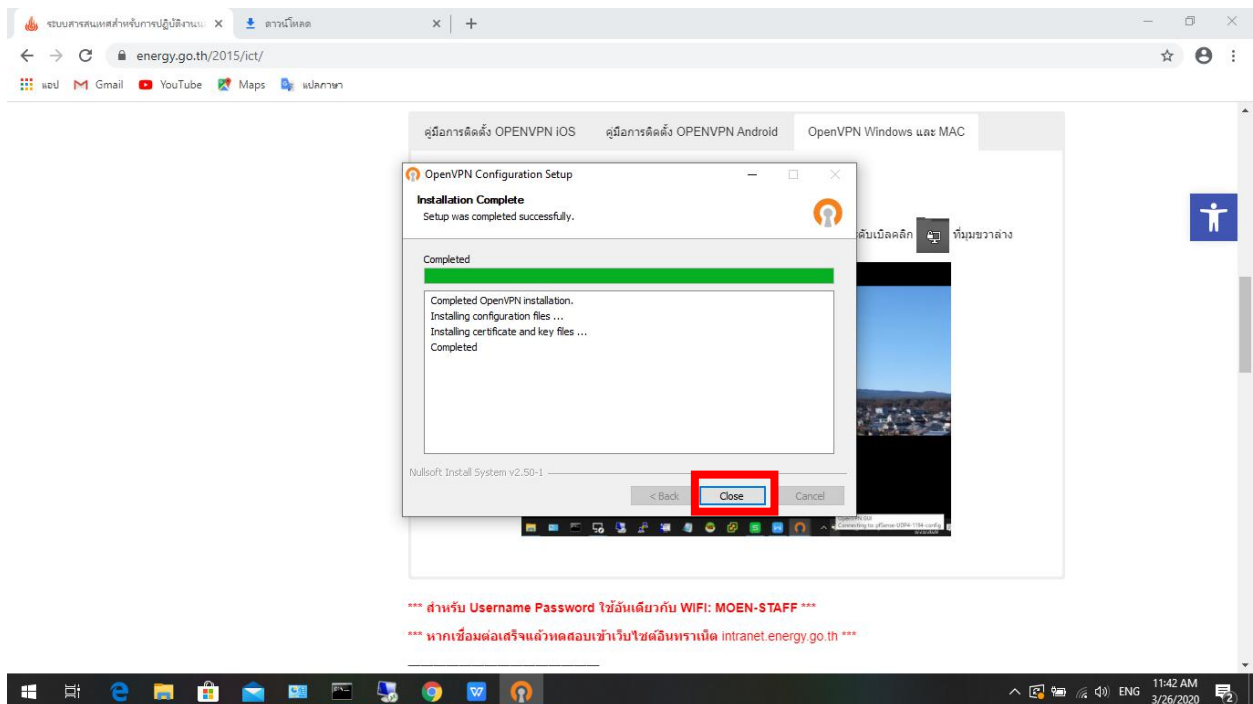 ระบบสารสนเทศสำหรับการปฏิบัติงานนอ
ดาวน์โหลด
energy.go.th/2015/ict/
แอป
Gmail
YouTube
Maps
แปลภาษา
คู่มือการติดตั้ง OPENVPN iOS
คู่มือการติดตั้ง OPENVPN Android
OpenVPN Windows และ MAC
OpenVPN Configuration Setup
Installation Complete
Setup was completed successfully.
ดับเบิลคลิก ที่มุมขวาล่าง
Completed
Completed OpenVPN installation.
Installing configuration files ...
Installing certificate and key files ...
Completed
Nullsoft Install System v2.50-1
< Back
Close
Cancel
OpenVPN GUI
Connecting to: pfSense-UDP4-1194-config
*** สำหรับ Username Password ใช้อันเดียวกับ WIFI: MOEN-STAFF ***
*** หากเชื่อมต่อเสร็จแล้วทดสอบเข้าเว็บไซต์อินทราเน็ต intranet.energy.go.th ***
ENG
11:42 AM
3/26/2020
2